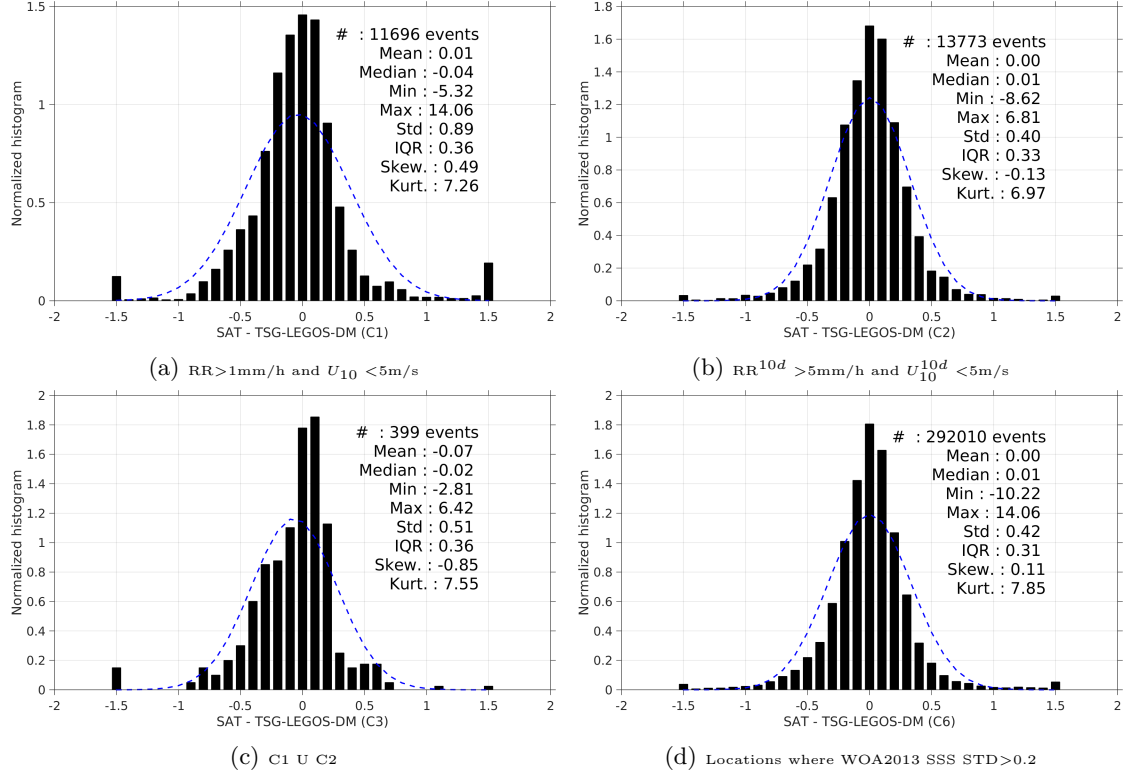 1.5
1
0.5
0
Normalized histogram
# : 11696 events
Mean : 0.01
Median : -0.04
Min : -5.32
Max : 14.06
Std : 0.89
IQR : 0.36
Skew. : 0.49
Kurt. : 7.26
-2 -1.5 -1 -0.5 0 0.5 1 1.5 2
SAT - TSG-LEGOS-DM (C1)
(a) RR>1mm/h and U10 <5m/s
1.8
1.6
1.4
1.2
1
0.8
0.6
0.4
0.2
0
Normalized histogram
# : 13773 events
Mean : 0.00
Median : 0.01
Min : -8.62
Max : 6.81
Std : 0.40
IQR : 0.33
Skew. : -0.13
Kurt. : 6.97
-2 -1.5 -1 -0.5 0 0.5 1 1.5 2
SAT - TSG-LEGOS-DM (C2)
(b) RR10d >5mm/h and U10d10 <5m/s
2
1.8
1.6
1.4
1.2
1
0.8
0.6
0.4
0.2
0
Normalized histogram
# : 399 events
Mean : -0.07
Median : -0.02
Min : -2.81
Max : 6.42
Std : 0.51
IQR : 0.36
Skew. : -0.85
Kurt. : 7.55
-2 -1.5 -1 -0.5 0 0.5 1 1.5 2
SAT - TSG-LEGOS-DM (C3)
(c) C1 U C2
2
1.8
1.6
1.4
1.2
1
0.8
0.6
0.4
0.2
0
Normalized histogram
# : 292010 events
Mean : 0.00
Median : 0.01
Min : -10.22
Max : 14.06
Std : 0.42
IQR : 0.31
Skew. : 0.11
Kurt. : 7.85
-2 -1.5 -1 -0.5 0 0.5 1 1.5 2
SAT - TSG-LEGOS-DM (C6)
(d) Locations where WOA2013 SSS STD>0.2